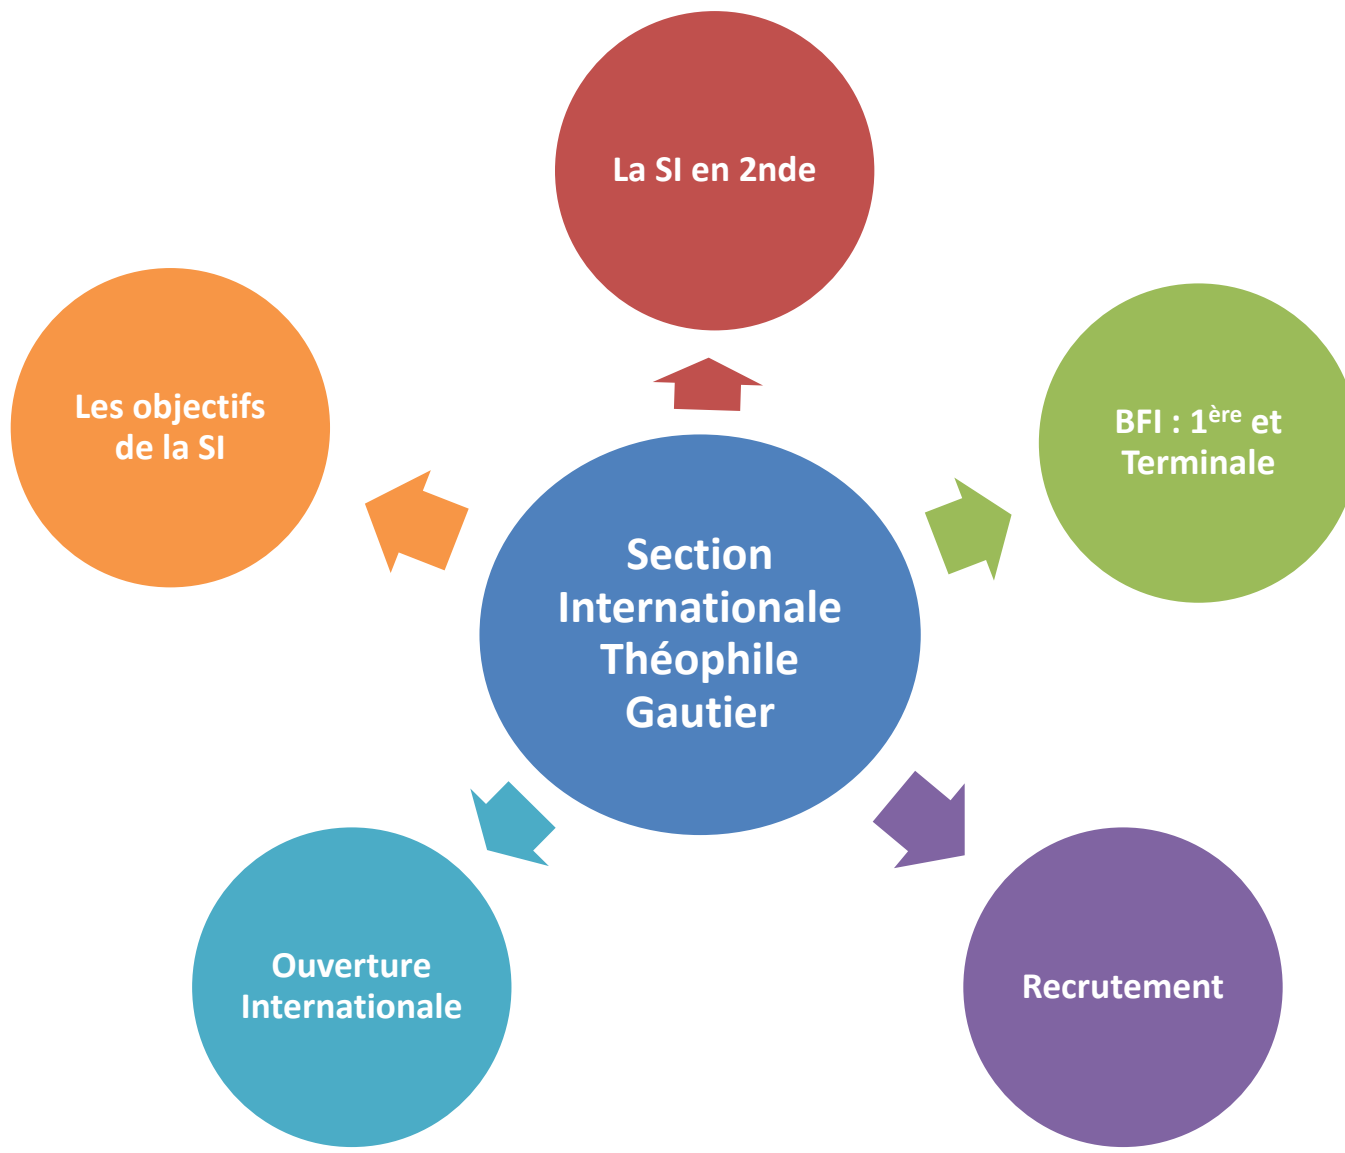 La SI en 2nde
Les objectifs
de la SI
BFI : 1ère et
Terminale
Section
Internationale
Théophile
Gautier
Ouverture
Internationale
Recrutement